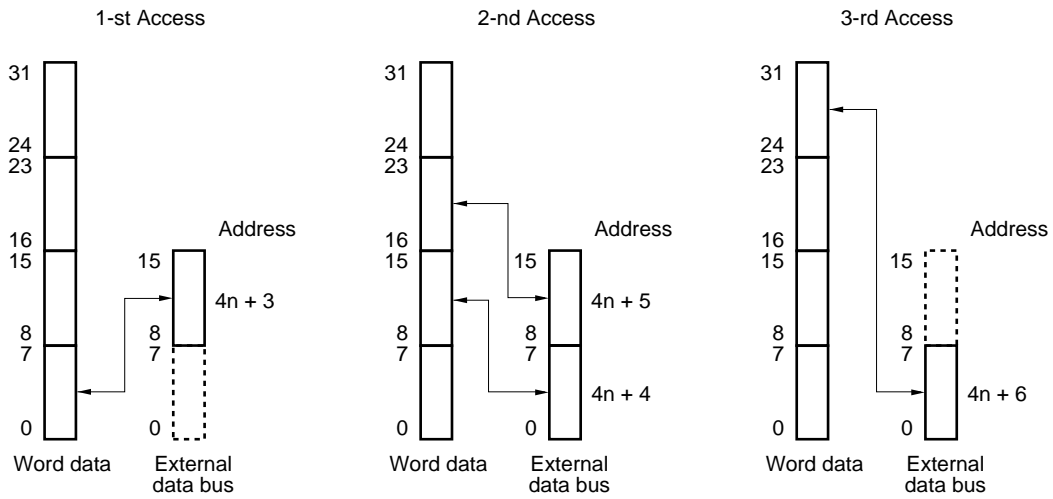 1-st Access
31
24
23
16
15
8
7
0
Word data
Address
15
4n + 3
8
7
0
External
data bus
2-nd Access
31
24
23
16
15
8
7
0
Word data
Address
15
4n + 5
8
7
4n + 4
0
External
data bus
3-rd Access
31
24
23
16
15
8
7
0
Word data
Address
15
8
7
4n + 6
0
External
data bus